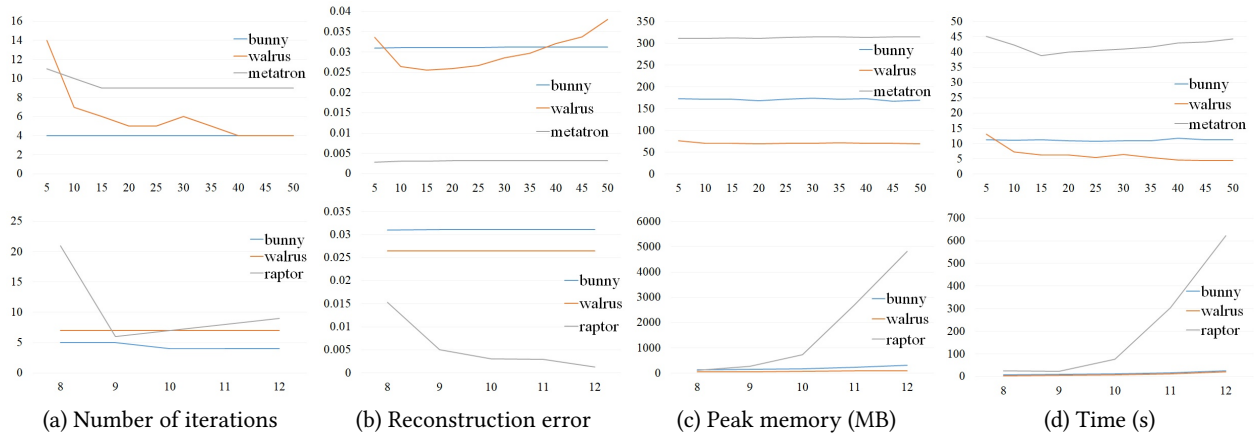 16
14
12
10
8
6
4
2
0
bunny
walrus
metatron
5 10 15 20 25 30 35 40 45 50
0.04
0.035
0.03
0.025
0.02
0.015
0.01
0.005
0
bunny
walrus
metatron
5 10 15 20 25 30 35 40 45 50
350
300
250
200
150
100
50
0
bunny
walrus
metatron
5 10 15 20 25 30 35 40 45 50
50
45
40
35
30
25
20
15
10
5
0
bunny
walrus
metatron
5 10 15 20 25 30 35 40 45 50
25
20
15
10
5
0
bunny
walrus
raptor
8 9 10 11 12
0.035
0.03
0.025
0.02
0.015
0.01
0.005
0
bunny
walrus
raptor
8 9 10 11 12
6000
5000
4000
3000
2000
1000
0
bunny
walrus
raptor
8 9 10 11 12
700
600
500
400
300
200
100
0
bunny
walrus
raptor
8 9 10 11 12
(a) Number of iterations
(b) Reconstruction error
(c) Peak memory (MB)
(d) Time (s)